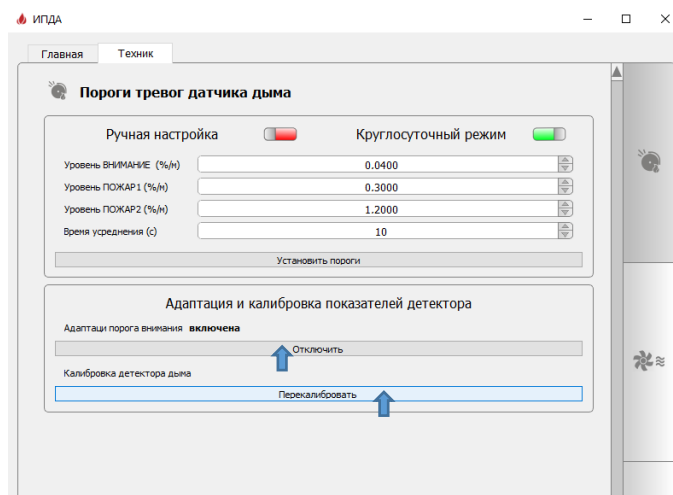 ИПДА
Главная Техник
Пороги тревог датчика дыма
Ручная настройка Круглосуточный режим
Уровень ВНИМАНИЕ (%/м) 0.0400
Уровень ПОЖАР1 (%/м) 0.3000
Уровень ПОЖАР2 (%/м) 1.2000
Время усреднения (с) 10
Установить пороги
Адаптация и калибровка показателей детектора
Адаптаци порога внимания включена
Отключить
Калибровка детектора дыма
Перекалибровать